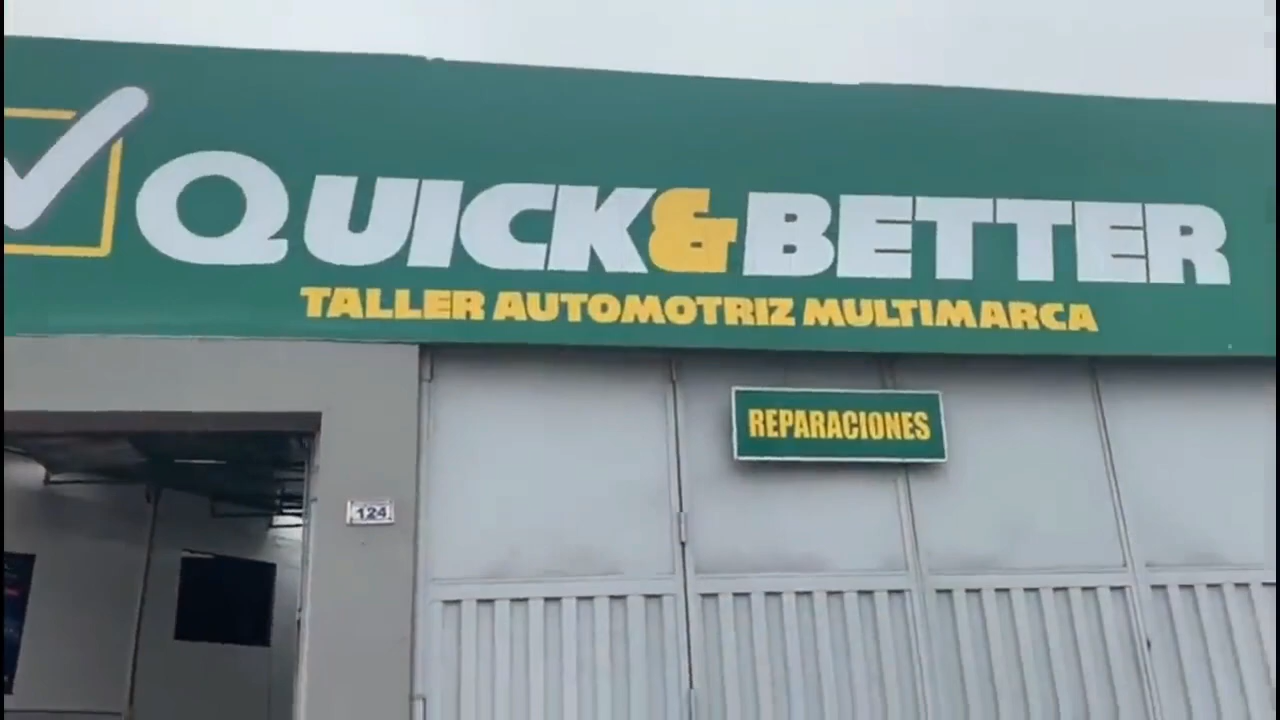 QUICK&BETTER
TALLER AUTOMOTRIZ MULTIMARCA
REPARACIONES
124